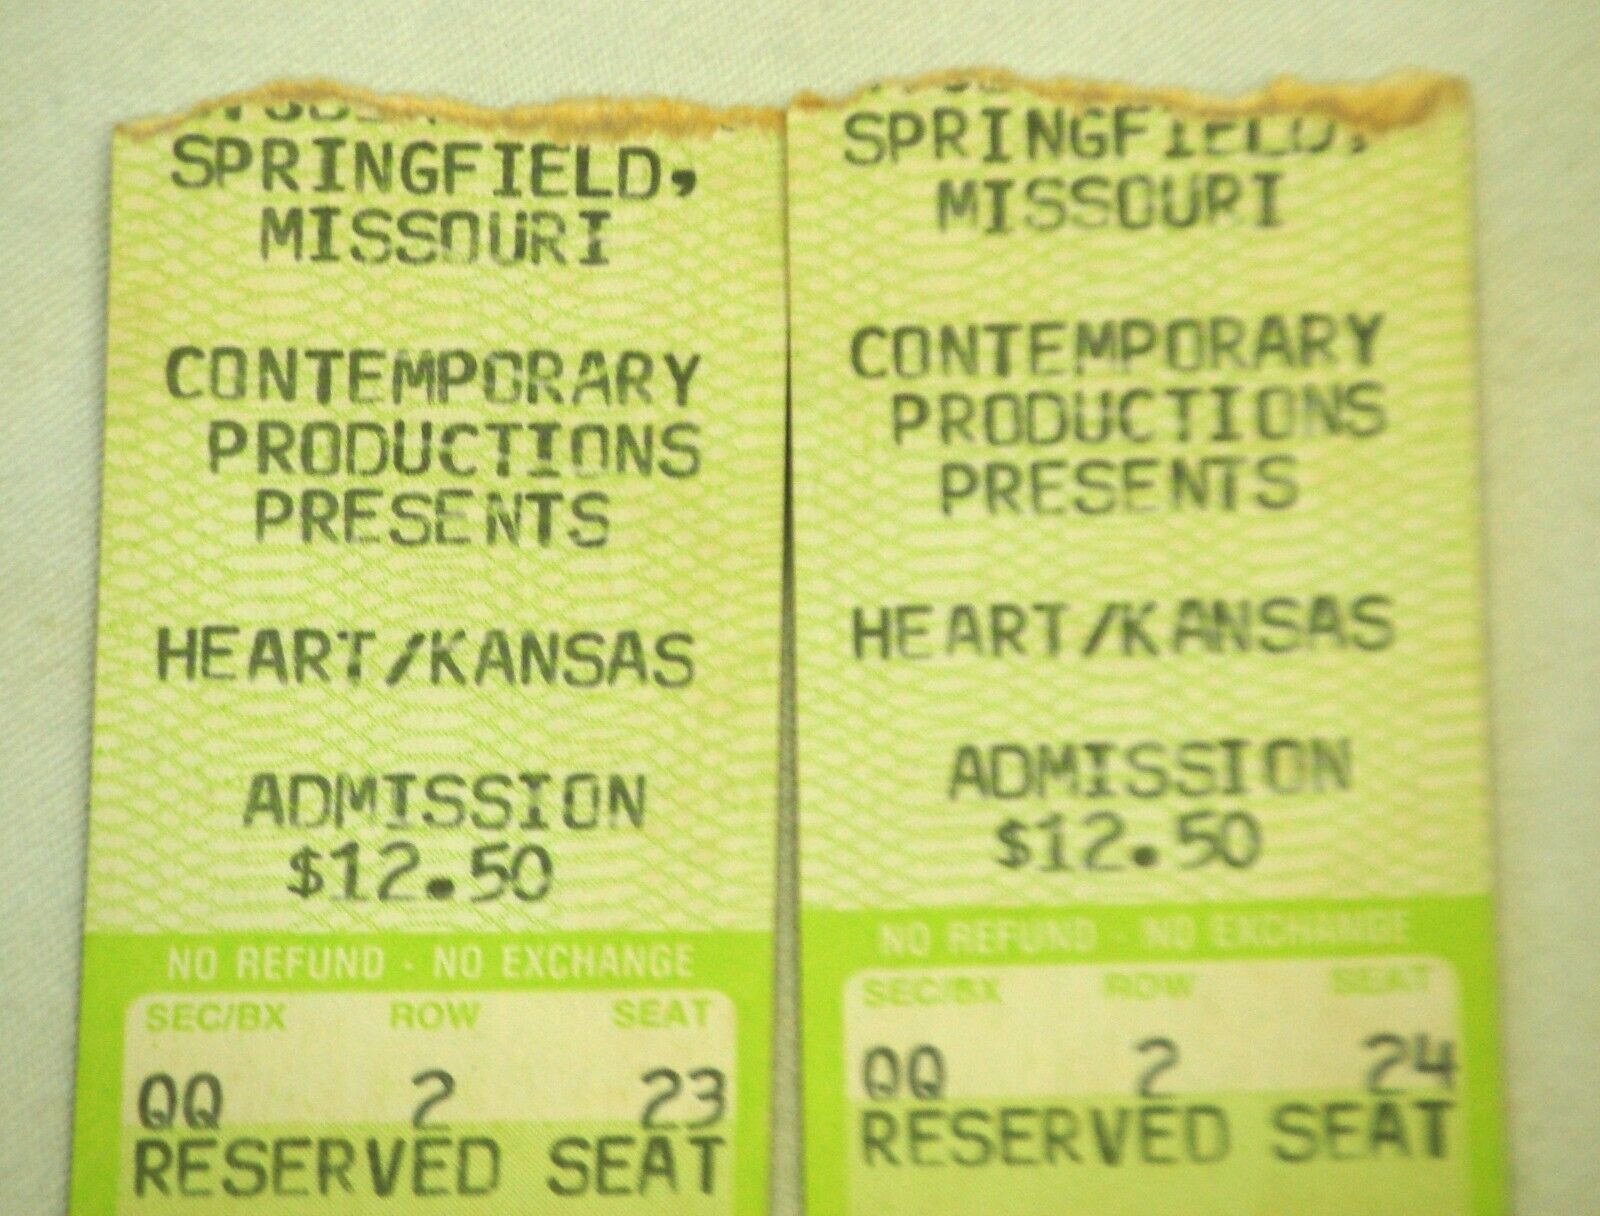 SPRINGFIELD,
MISSOURI
CONTEMPORARY
PRODUCTIONS
PRESENTS
HEART/KANSAS
ADMISSION
$12.50
NO REFUND - NO EXCHANGE
SEC/BX ROW SEAT
QQ 2 23
RESERVED SEAT
SPRINGFIELD,
MISSOURI
CONTEMPORARY
PRODUCTIONS
PRESENTS
HEART/KANSAS
ADMISSION
$12.50
NO REFUND - NO EXCHANGE
SEC/BX ROW SEAT
QQ 2 24
RESERVED SEAT